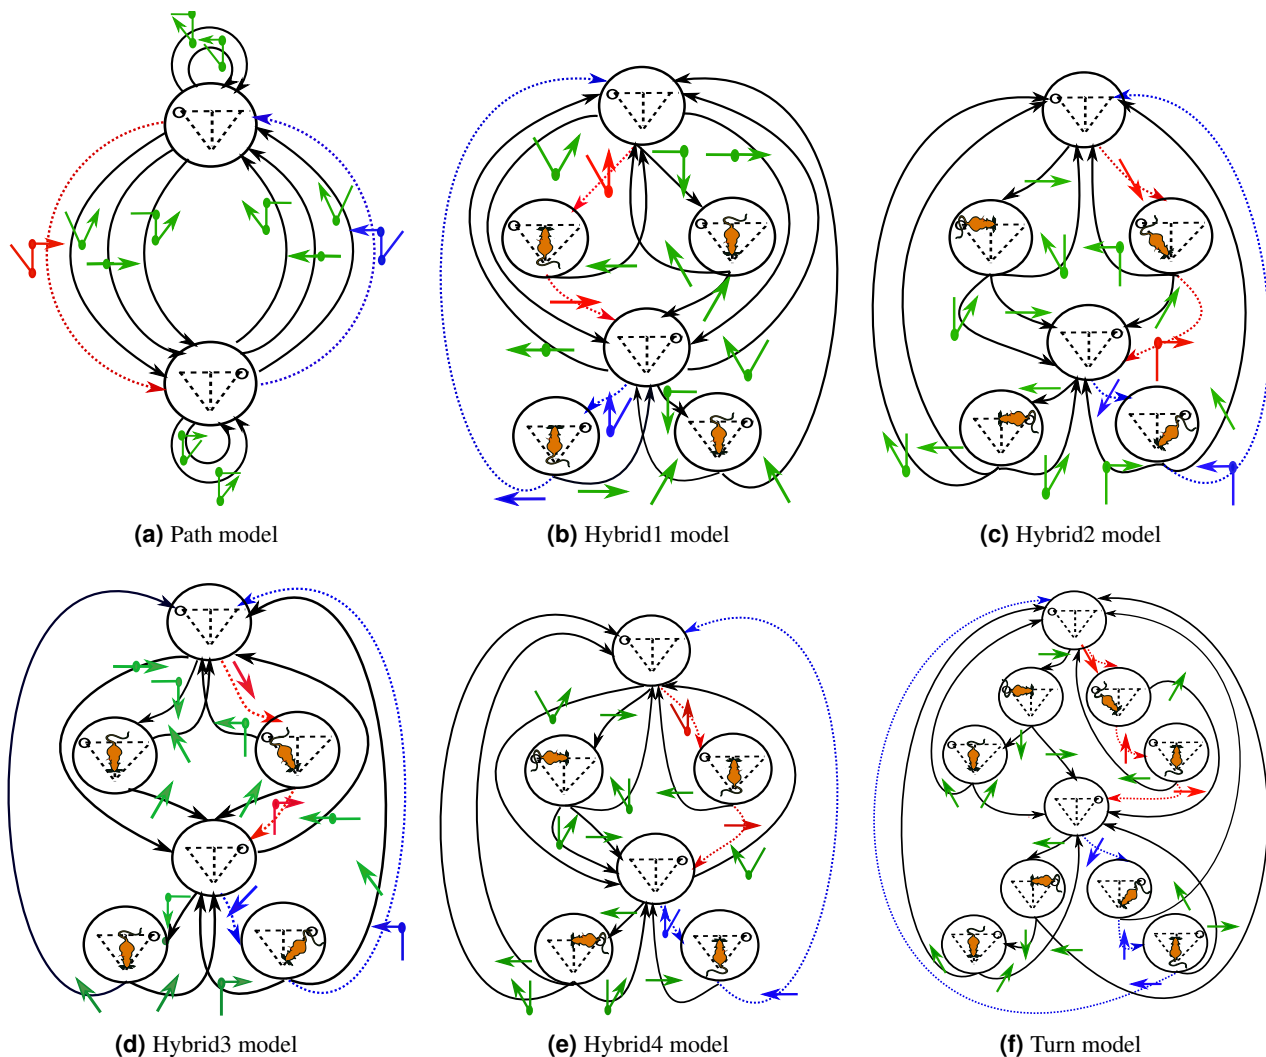 (a) Path model
(b) Hybrid1 model
(c) Hybrid2 model
(d) Hybrid3 model
(e) Hybrid4 model
(f) Turn model